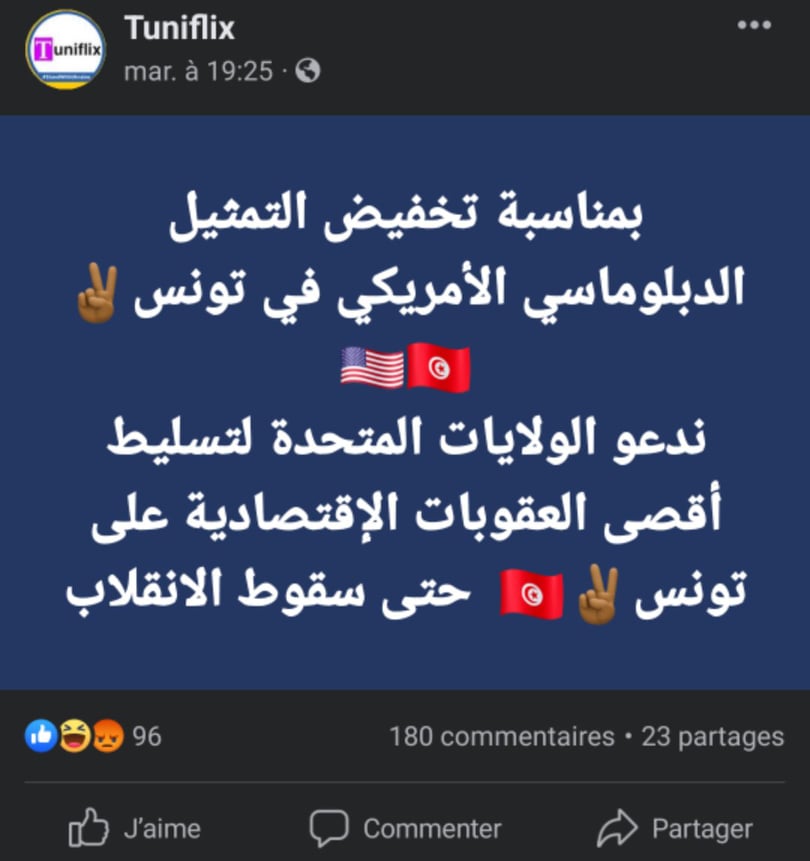 Tuniflix
Tuniflix
mar. à 19:25 ·
بمناسبة تخفيض التمثيل
الدبلوماسي الأمريكي في تونس ✌🏾
🇹🇳🇺🇸
ندعو الولايات المتحدة لتسليط
أقصى العقوبات الإقتصادية على
تونس ✌🏾 🇹🇳 حتى سقوط الانقلاب
96
180 commentaires • 23 partages
J’aime
Commenter
Partager